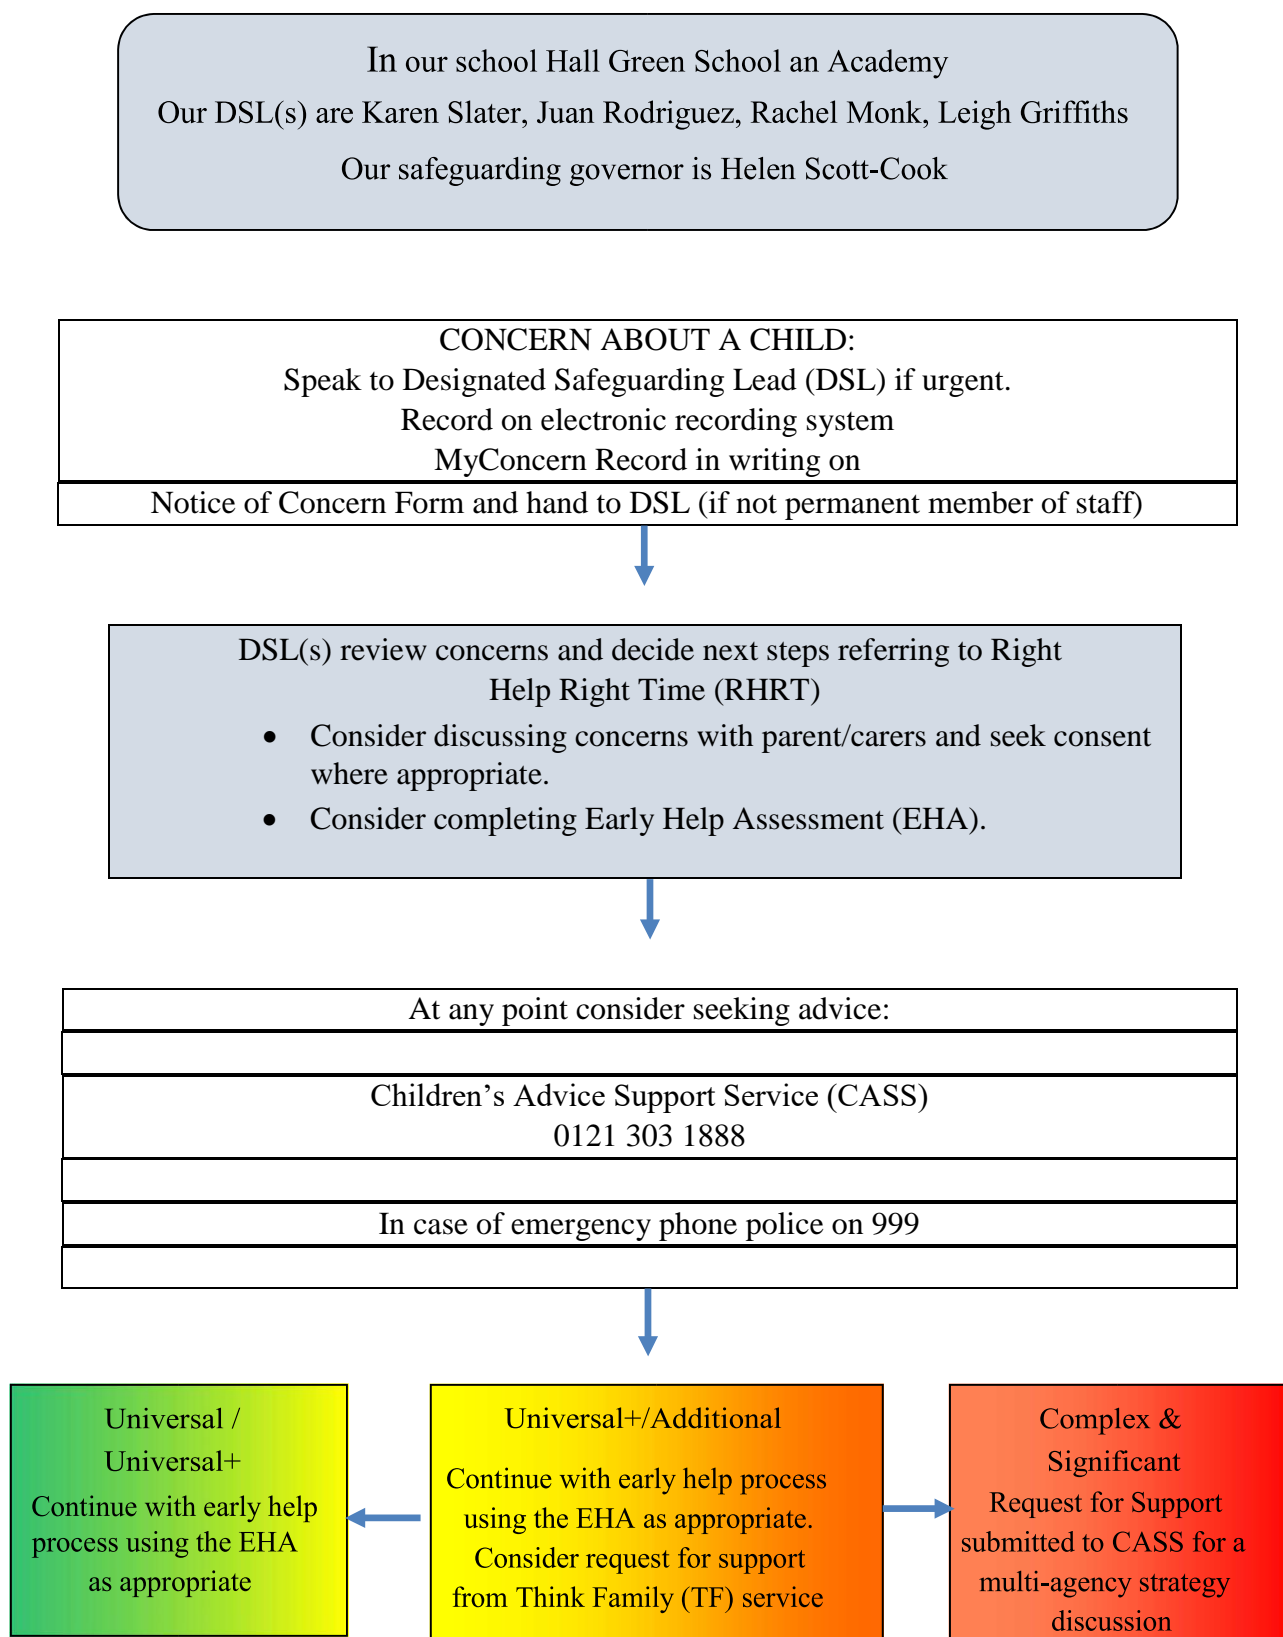 In our school Hall Green School an Academy
Our DSL(s) are Karen Slater, Juan Rodriguez, Rachel Monk, Leigh Griffiths
Our safeguarding governor is Helen Scott-Cook
CONCERN ABOUT A CHILD:
Speak to Designated Safeguarding Lead (DSL) if urgent.
Record on electronic recording system
MyConcern Record in writing on
Notice of Concern Form and hand to DSL (if not permanent member of staff)
DSL(s) review concerns and decide next steps referring to Right
Help Right Time (RHRT)
• Consider discussing concerns with parent/carers and seek consent
where appropriate.
• Consider completing Early Help Assessment (EHA).
At any point consider seeking advice:
Children’s Advice Support Service (CASS)
0121 303 1888
In case of emergency phone police on 999
Universal /
Universal+
Continue with early help
process using the EHA
as appropriate
Universal+/Additional
Continue with early help process
using the EHA as appropriate.
Consider request for support
from Think Family (TF) service
Complex &
Significant
Request for Support
submitted to CASS for a
multi-agency strategy
discussion